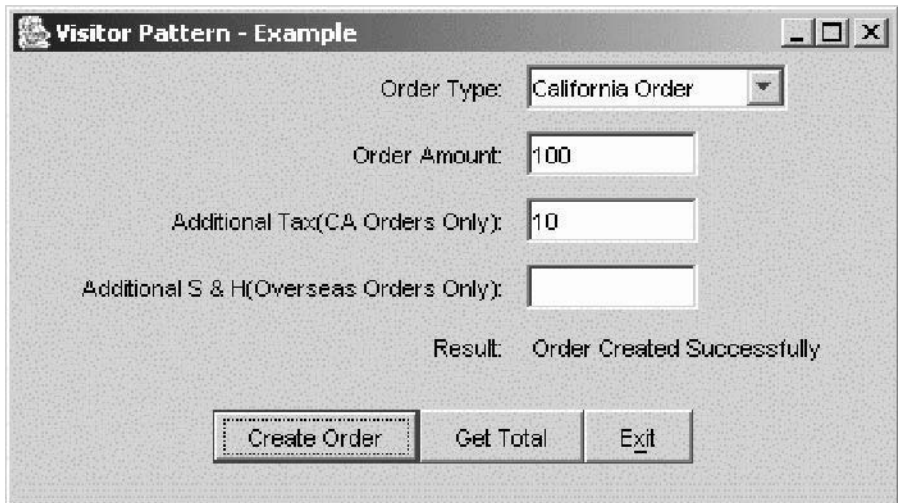 Visitor Pattern - Example
Order Type: California Order
Order Amount: 100
Additional Tax(CA Orders Only): 10
Additional S & H(Overseas Orders Only):
Result: Order Created Successfully
Create Order Get Total Exit